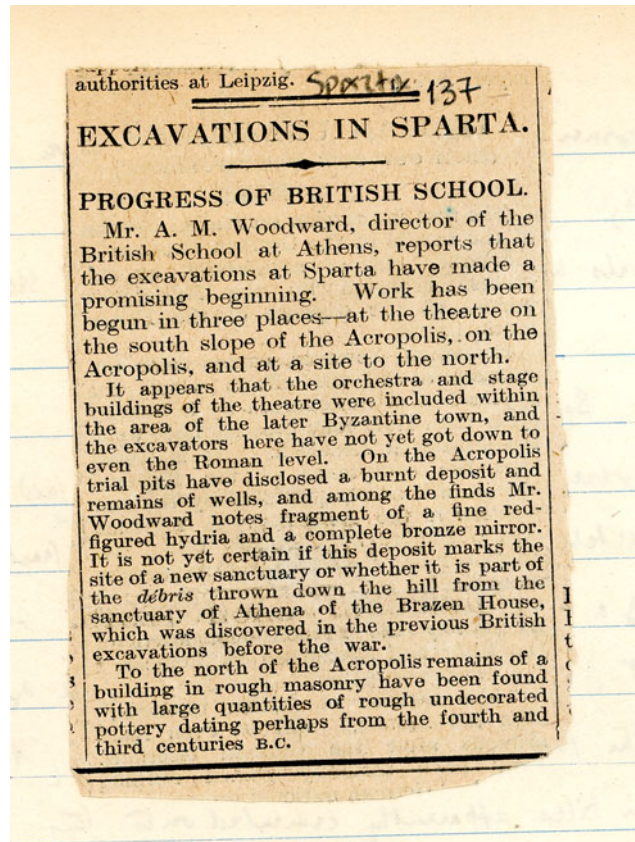 authorities at Leipzig. Sparta
137
EXCAVATIONS IN SPARTA.
PROGRESS OF BRITISH SCHOOL.
Mr. A. M. Woodward, director of the
British School at Athens, reports that
the excavations at Sparta have made a
promising beginning. Work has been
begun in three places—at the theatre on
the south slope of the Acropolis, on the
Acropolis, and at a site to the north.
It appears that the orchestra and stage
buildings of the theatre were included within
the area of the later Byzantine town, and
the excavators here have not yet got down to
even the Roman level. On the Acropolis
trial pits have disclosed a burnt deposit and
remains of wells, and among the finds Mr.
Woodward notes fragment of a fine red-
figured hydria and a complete bronze mirror.
It is not yet certain if this deposit marks the
site of a new sanctuary or whether it is part of
the débris thrown down the hill from the
sanctuary of Athena of the Brazen House,
which was discovered in the previous British
excavations before the war.
To the north of the Acropolis remains of a
building in rough masonry have been found
with large quantities of rough undecorated
pottery dating perhaps from the fourth and
third centuries B.C.